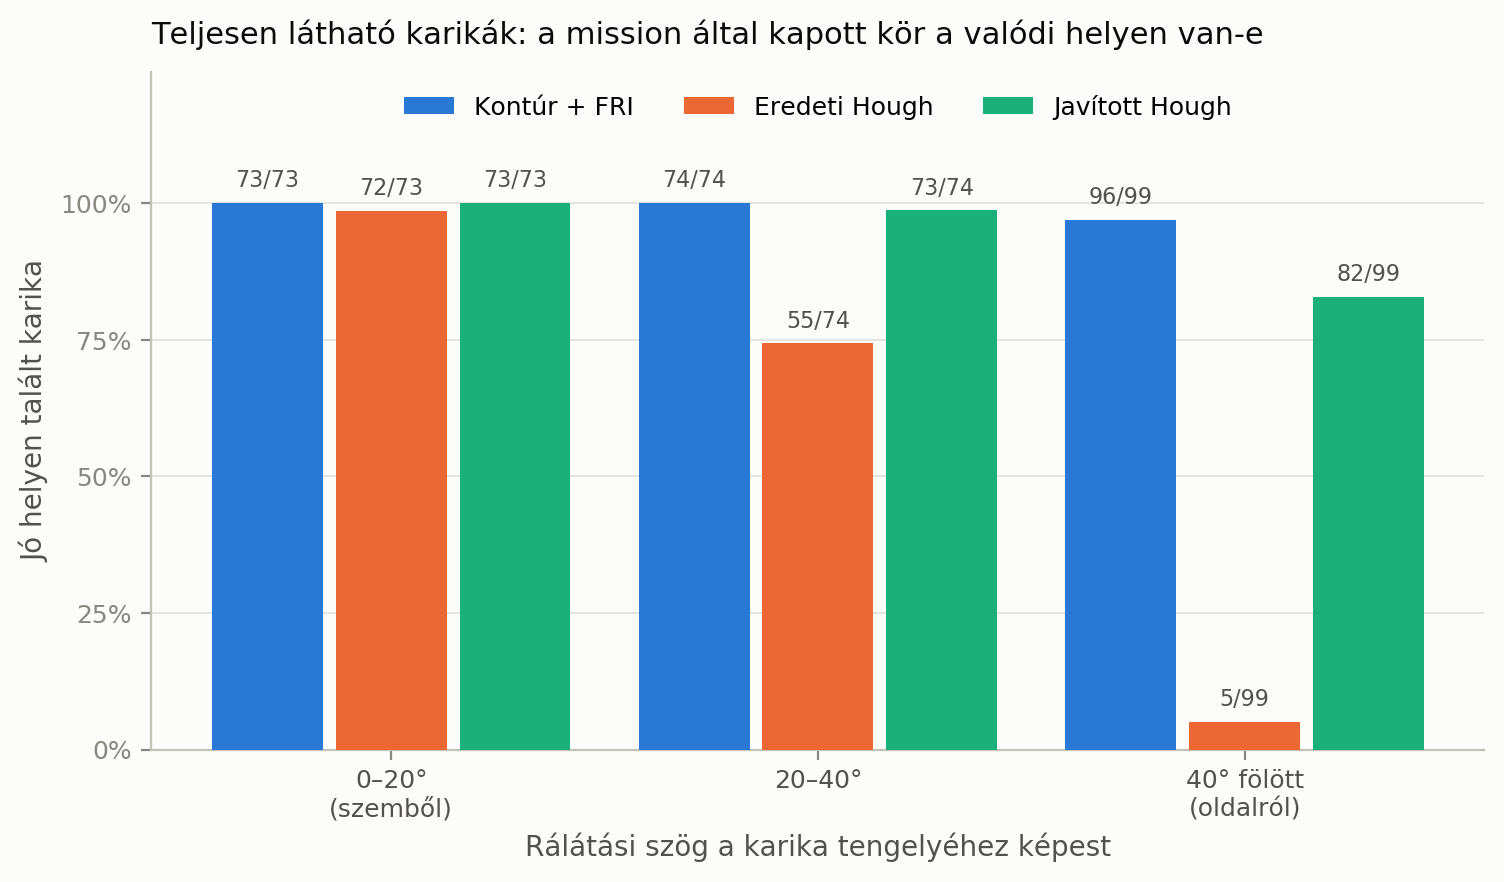 Teljesen látható karikák: a mission által kapott kör a valódi helyen van-e
Kontúr + FRI
Eredeti Hough
Javított Hough
73/73
72/73
73/73
74/74
55/74
73/74
96/99
5/99
82/99
100%
75%
50%
25%
0%
Jó helyen talált karika
0–20°
(szemből)
20–40°
40° fölött
(oldalról)
Rálátási szög a karika tengelyéhez képest